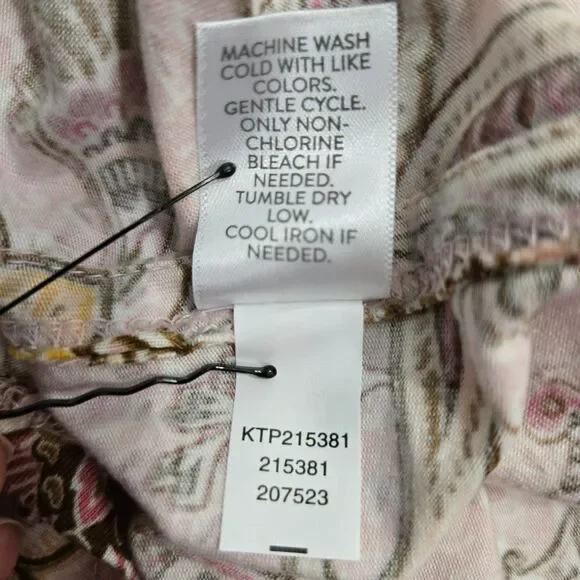 MACHINE WASH
COLD WITH LIKE
COLORS.
GENTLE CYCLE.
ONLY NON-
CHLORINE
BLEACH IF
NEEDED.
TUMBLE DRY
LOW.
COOL IRON IF
NEEDED.
KTP215381
215381
207523